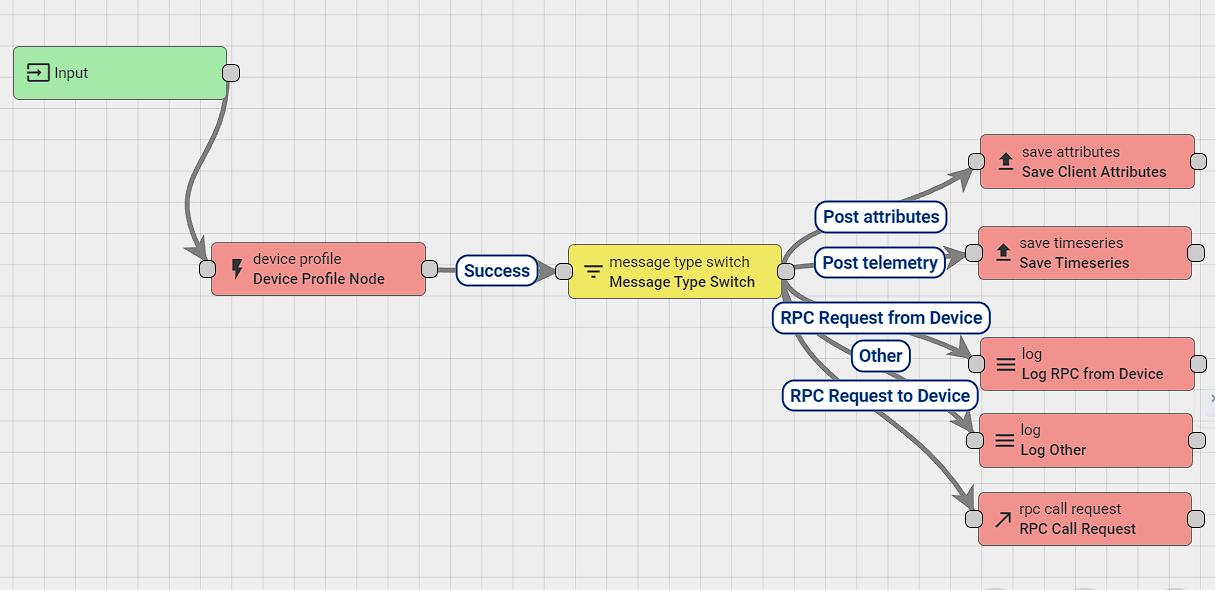 Input
device profile
Device Profile Node
Success
message type switch
Message Type Switch
Post attributes
Post telemetry
RPC Request from Device
Other
RPC Request to Device
save attributes
Save Client Attributes
save timeseries
Save Timeseries
log
Log RPC from Device
log
Log Other
rpc call request
RPC Call Request